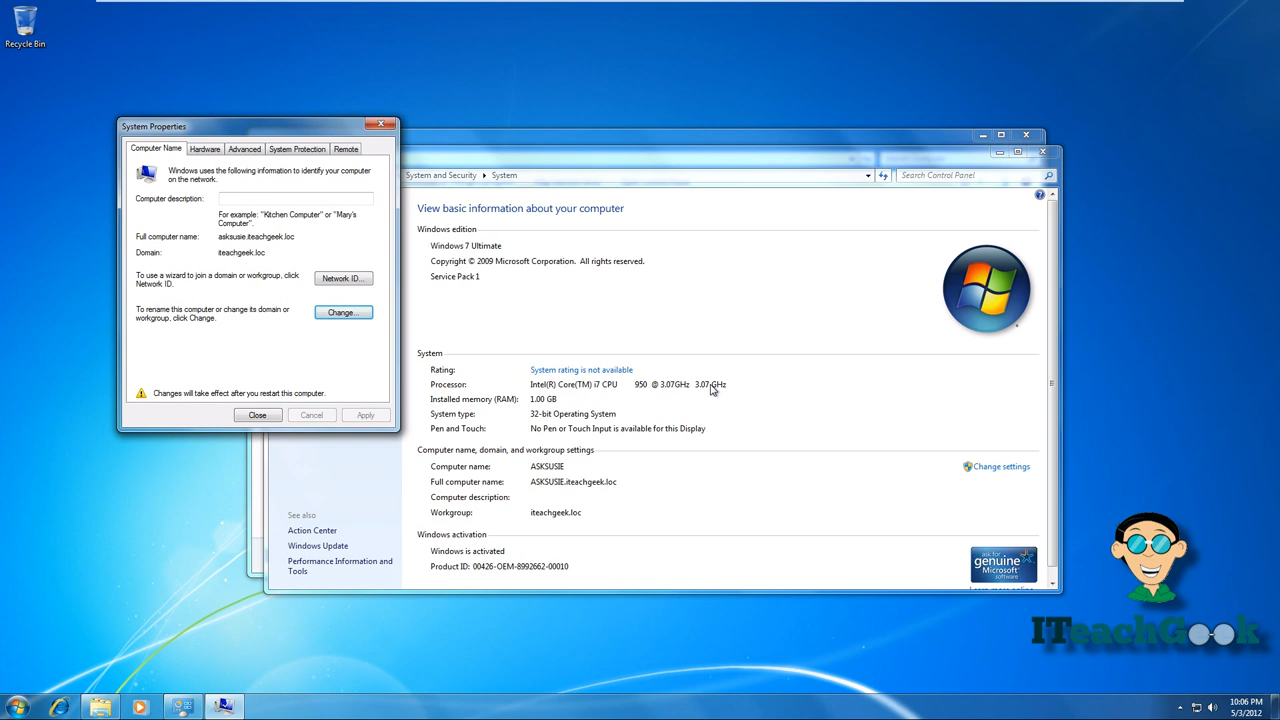 Recycle Bin
System Properties
Computer Name Hardware Advanced System Protection Remote
Windows uses the following information to identify your computer
on the network.
Computer description:
For example: "Kitchen Computer" or "Mary's
Computer".
Full computer name: asksusie.iteachgeek.loc
Domain: iteachgeek.loc
To use a wizard to join a domain or workgroup, click
Network ID.
Network ID...
To rename this computer or change its domain or
workgroup, click Change.
Change...
Changes will take effect after you restart this computer.
Close Cancel Apply
System and Security System
Search Control Panel
View basic information about your computer
Windows edition
Windows 7 Ultimate
Copyright © 2009 Microsoft Corporation. All rights reserved.
Service Pack 1
System
Rating: System rating is not available
Processor: Intel(R) Core(TM) i7 CPU 950 @ 3.07GHz 3.07 GHz
Installed memory (RAM): 1.00 GB
System type: 32-bit Operating System
Pen and Touch: No Pen or Touch Input is available for this Display
Computer name, domain, and workgroup settings
Computer name: ASKSUSIE
Change settings
Full computer name: ASKSUSIE.iteachgeek.loc
Computer description:
Workgroup: iteachgeek.loc
Windows activation
Windows is activated
Product ID: 00426-OEM-8992662-00010
See also
Action Center
Windows Update
Performance Information and
Tools
ask for
genuine
Microsoft
software
Learn more online
ITeachGeek
10:06 PM
5/3/2012